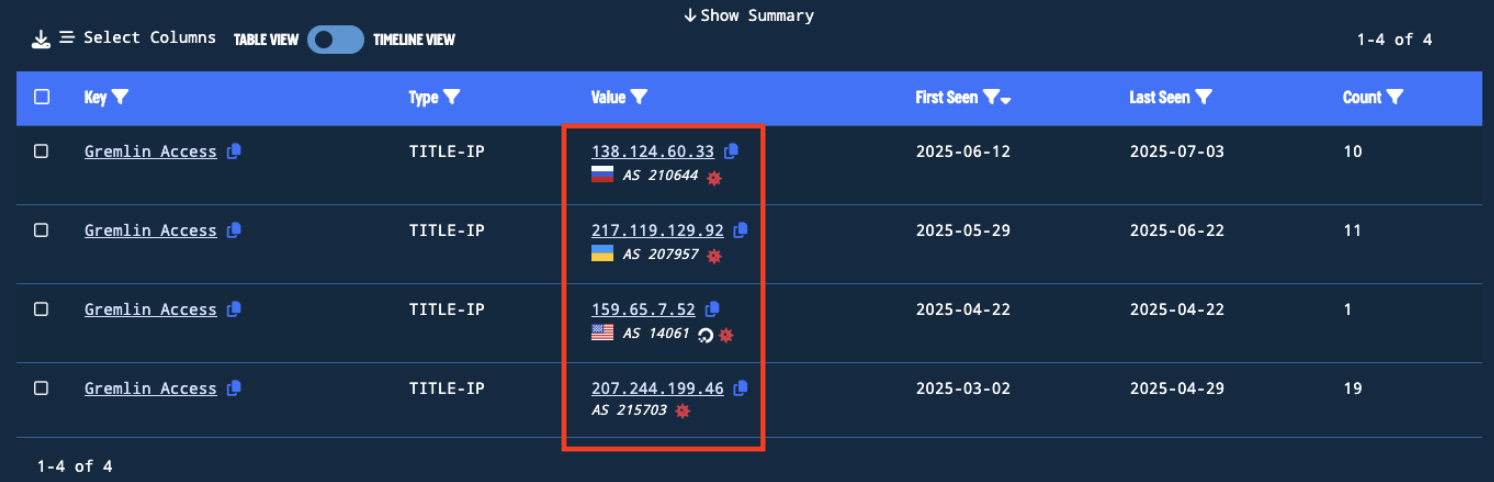 Show Summary
Select Columns TABLE VIEW TIMELINE VIEW 1-4 of 4
Key Type Value First Seen Last Seen Count
Gremlin Access TITLE-IP 138.124.60.33 2025-06-12 2025-07-03 10
AS 210644
Gremlin Access TITLE-IP 217.119.129.92 2025-05-29 2025-06-22 11
AS 207957
Gremlin Access TITLE-IP 159.65.7.52 2025-04-22 2025-04-22 1
AS 14061
Gremlin Access TITLE-IP 207.244.199.46 2025-03-02 2025-04-29 19
AS 215703
1-4 of 4